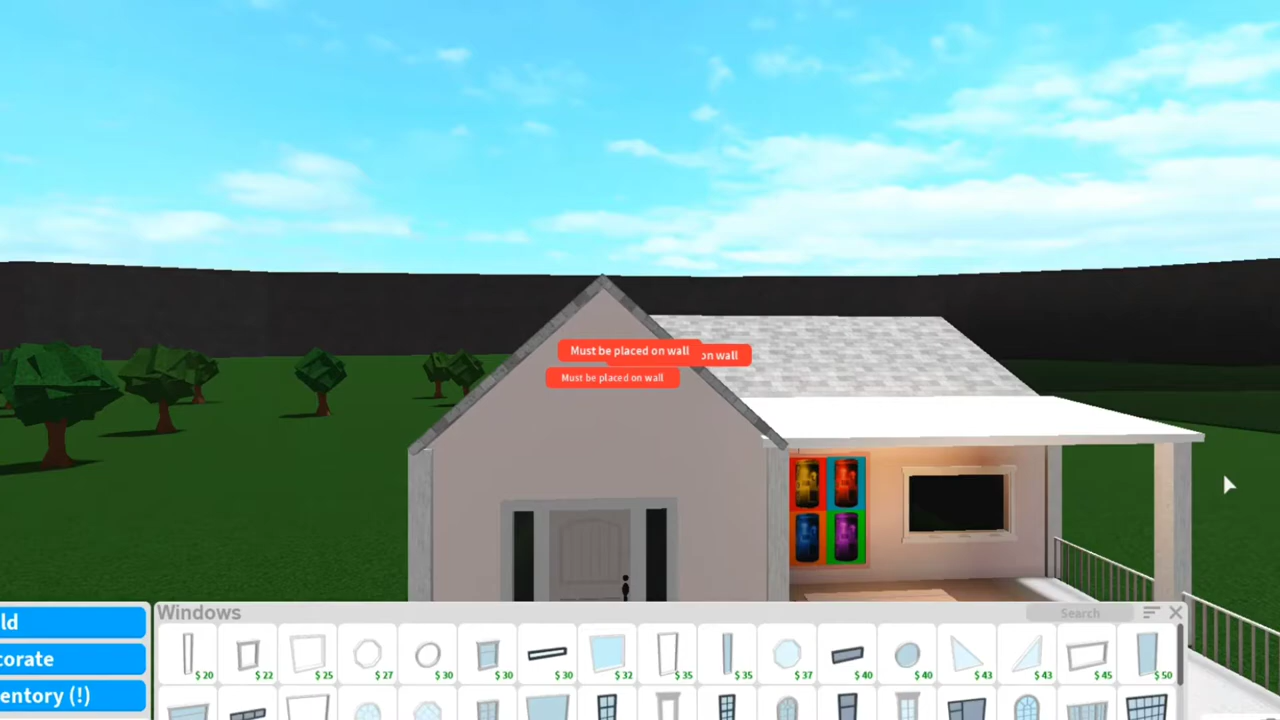 Must be placed on wall
on wall
Must be placed on wall
ld
Windows
Search
corate
entory (!)
$ 20
$ 22
$ 25
$ 27
$ 30
$ 30
$ 30
$ 32
$ 35
$ 35
$ 37
$ 40
$ 40
$ 43
$ 43
$ 45
$ 50